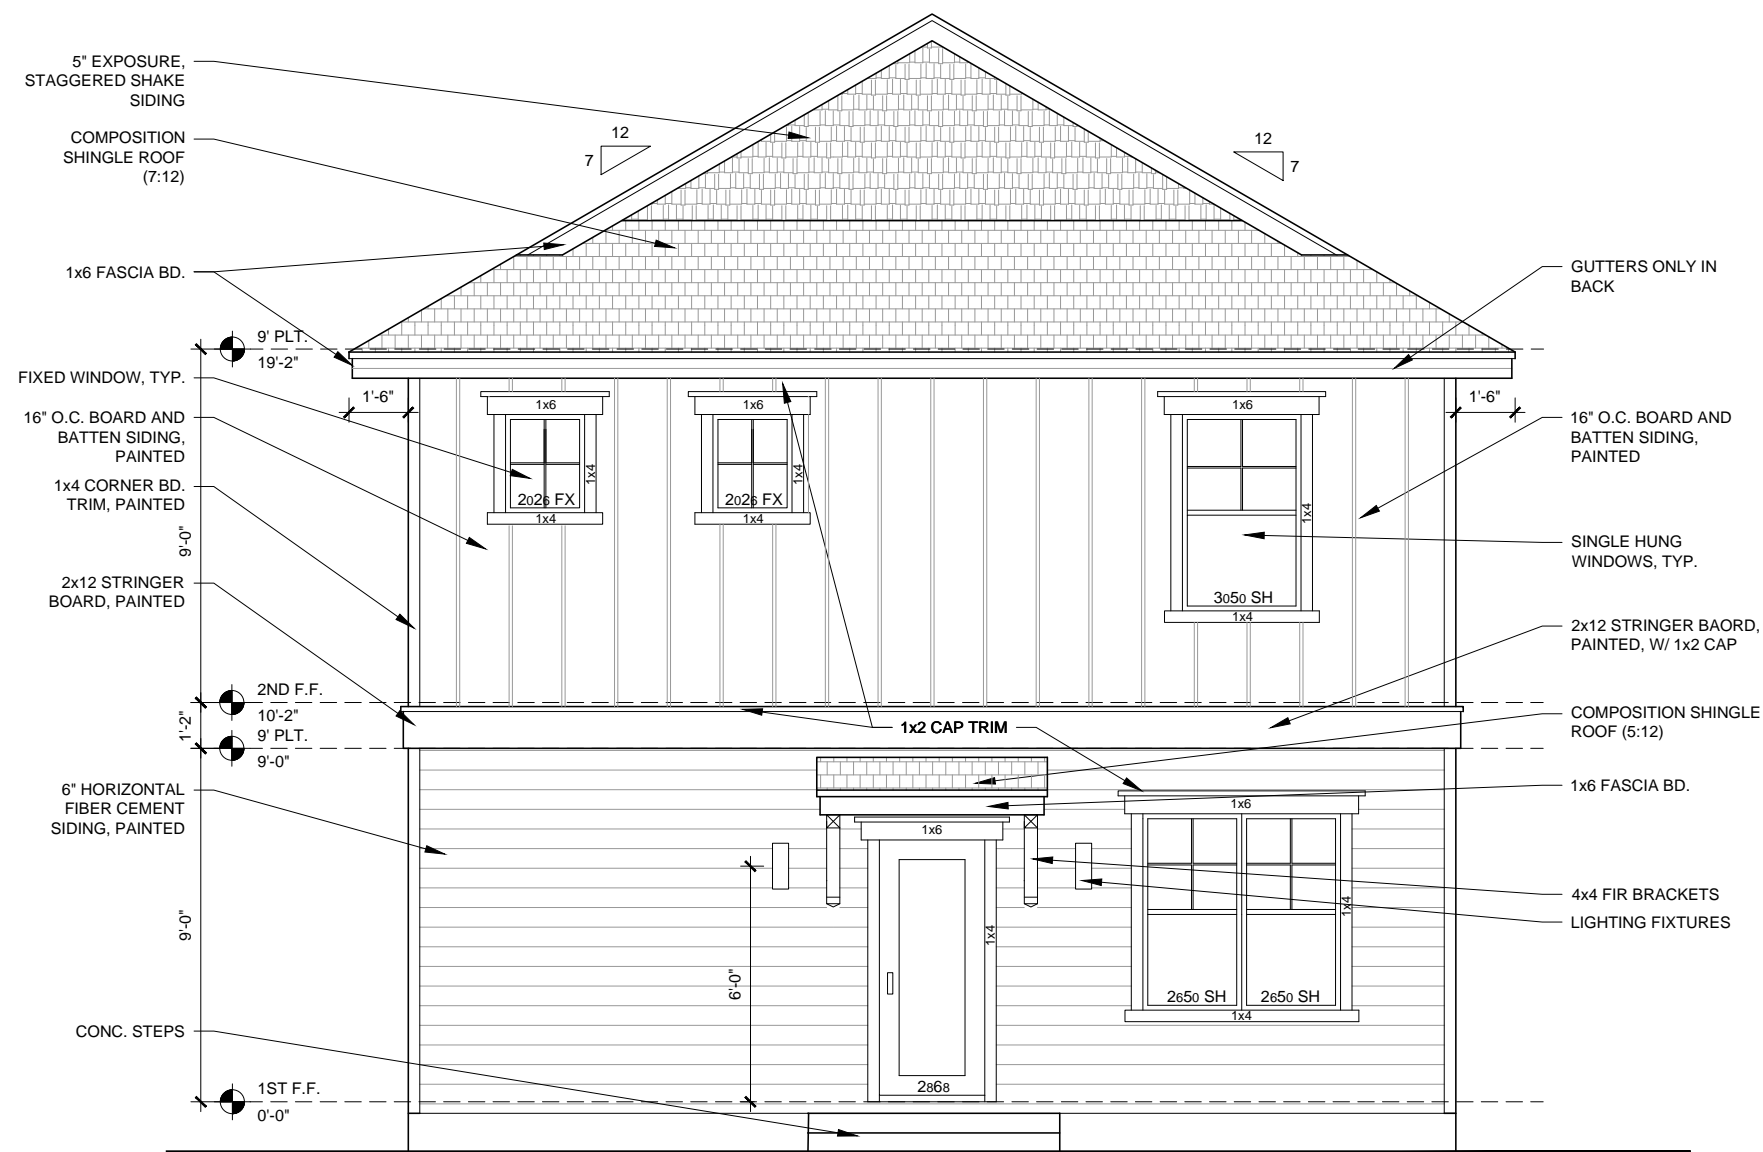 5" EXPOSURE,
STAGGERED SHAKE
SIDING
COMPOSITION
SHINGLE ROOF
(7:12)
12
7
12
7
1x6 FASCIA BD.
GUTTERS ONLY IN
BACK
9' PLT.
19'-2"
FIXED WINDOW, TYP.
1'-6"
1'-6"
16" O.C. BOARD AND
BATTEN SIDING,
PAINTED
16" O.C. BOARD AND
BATTEN SIDING,
PAINTED
1x4 CORNER BD.
TRIM, PAINTED
9'-0"
2x12 STRINGER
BOARD, PAINTED
1x6
1x4
2026 FX
1x4
1x6
1x4
2026 FX
1x4
1x6
1x4
3050 SH
1x4
SINGLE HUNG
WINDOWS, TYP.
2x12 STRINGER BAORD,
PAINTED, W/ 1x2 CAP
2ND F.F.
10'-2"
1'-2"
9' PLT.
9'-0"
1x2 CAP TRIM
COMPOSITION SHINGLE
ROOF (5:12)
6" HORIZONTAL
FIBER CEMENT
SIDING, PAINTED
1x6 FASCIA BD.
1x6
1x6
4x4 FIR BRACKETS
LIGHTING FIXTURES
9'-0"
6'-0"
1x4
1x4
2650 SH
2650 SH
1x4
CONC. STEPS
2868
1ST F.F.
0'-0"